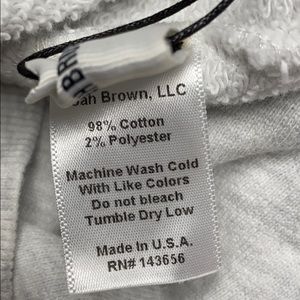 Brown, LLC
98% Cotton
2% Polyester
Machine Wash Cold
With Like Colors
Do not bleach
Tumble Dry Low
Made in U.S.A.
RN# 143656